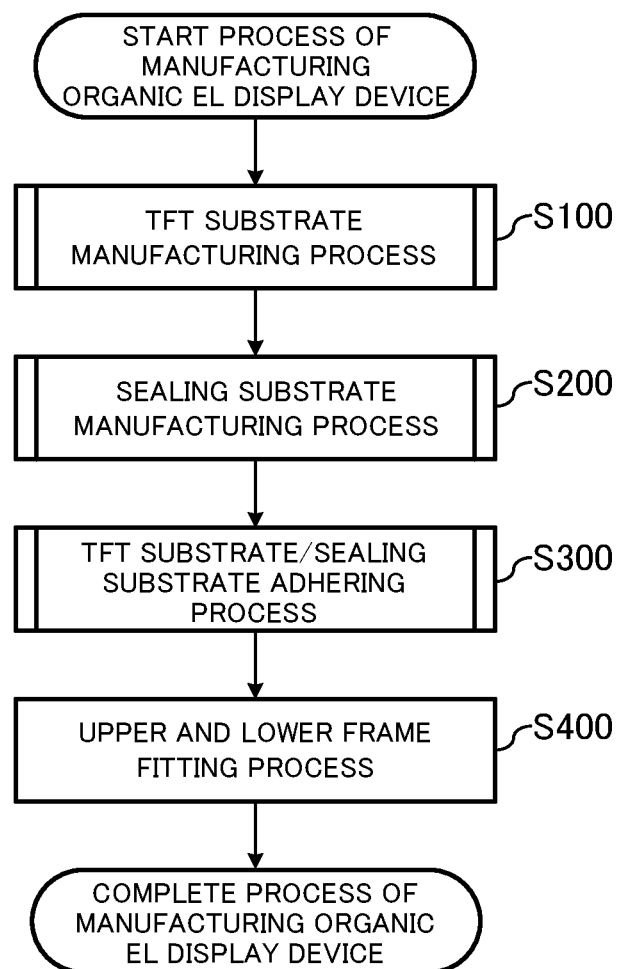 START PROCESS OF
MANUFACTURING
ORGANIC EL DISPLAY DEVICE
TFT SUBSTRATE
MANUFACTURING PROCESS
S100
SEALING SUBSTRATE
MANUFACTURING PROCESS
S200
TFT SUBSTRATE/SEALING
SUBSTRATE ADHERING
PROCESS
S300
UPPER AND LOWER FRAME
FITTING PROCESS
S400
COMPLETE PROCESS OF
MANUFACTURING ORGANIC
EL DISPLAY DEVICE